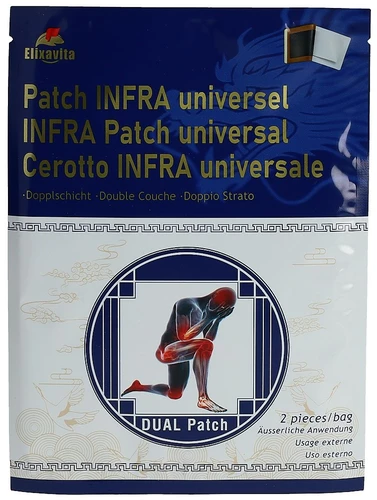 Elixavita
Patch INFRA universel
INFRA Patch universal
Cerotto INFRA universale
·Dopplschicht ·Double Couche ·Doppio Strato
DUAL Patch
2 pieces/bag
Äusserliche Anwendung
Usage externe
Uso esterno